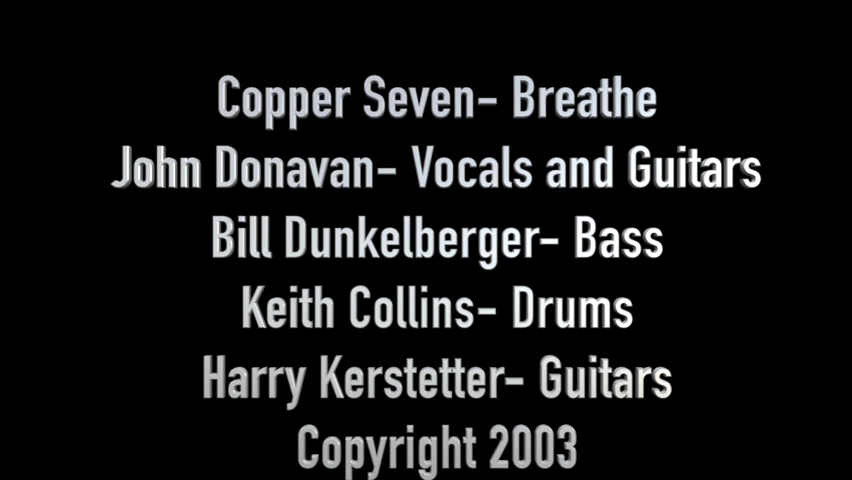 Copper Seven- Breathe
John Donavan- Vocals and Guitars
Bill Dunkelberger- Bass
Keith Collins- Drums
Harry Kerstetter- Guitars
Copyright 2003